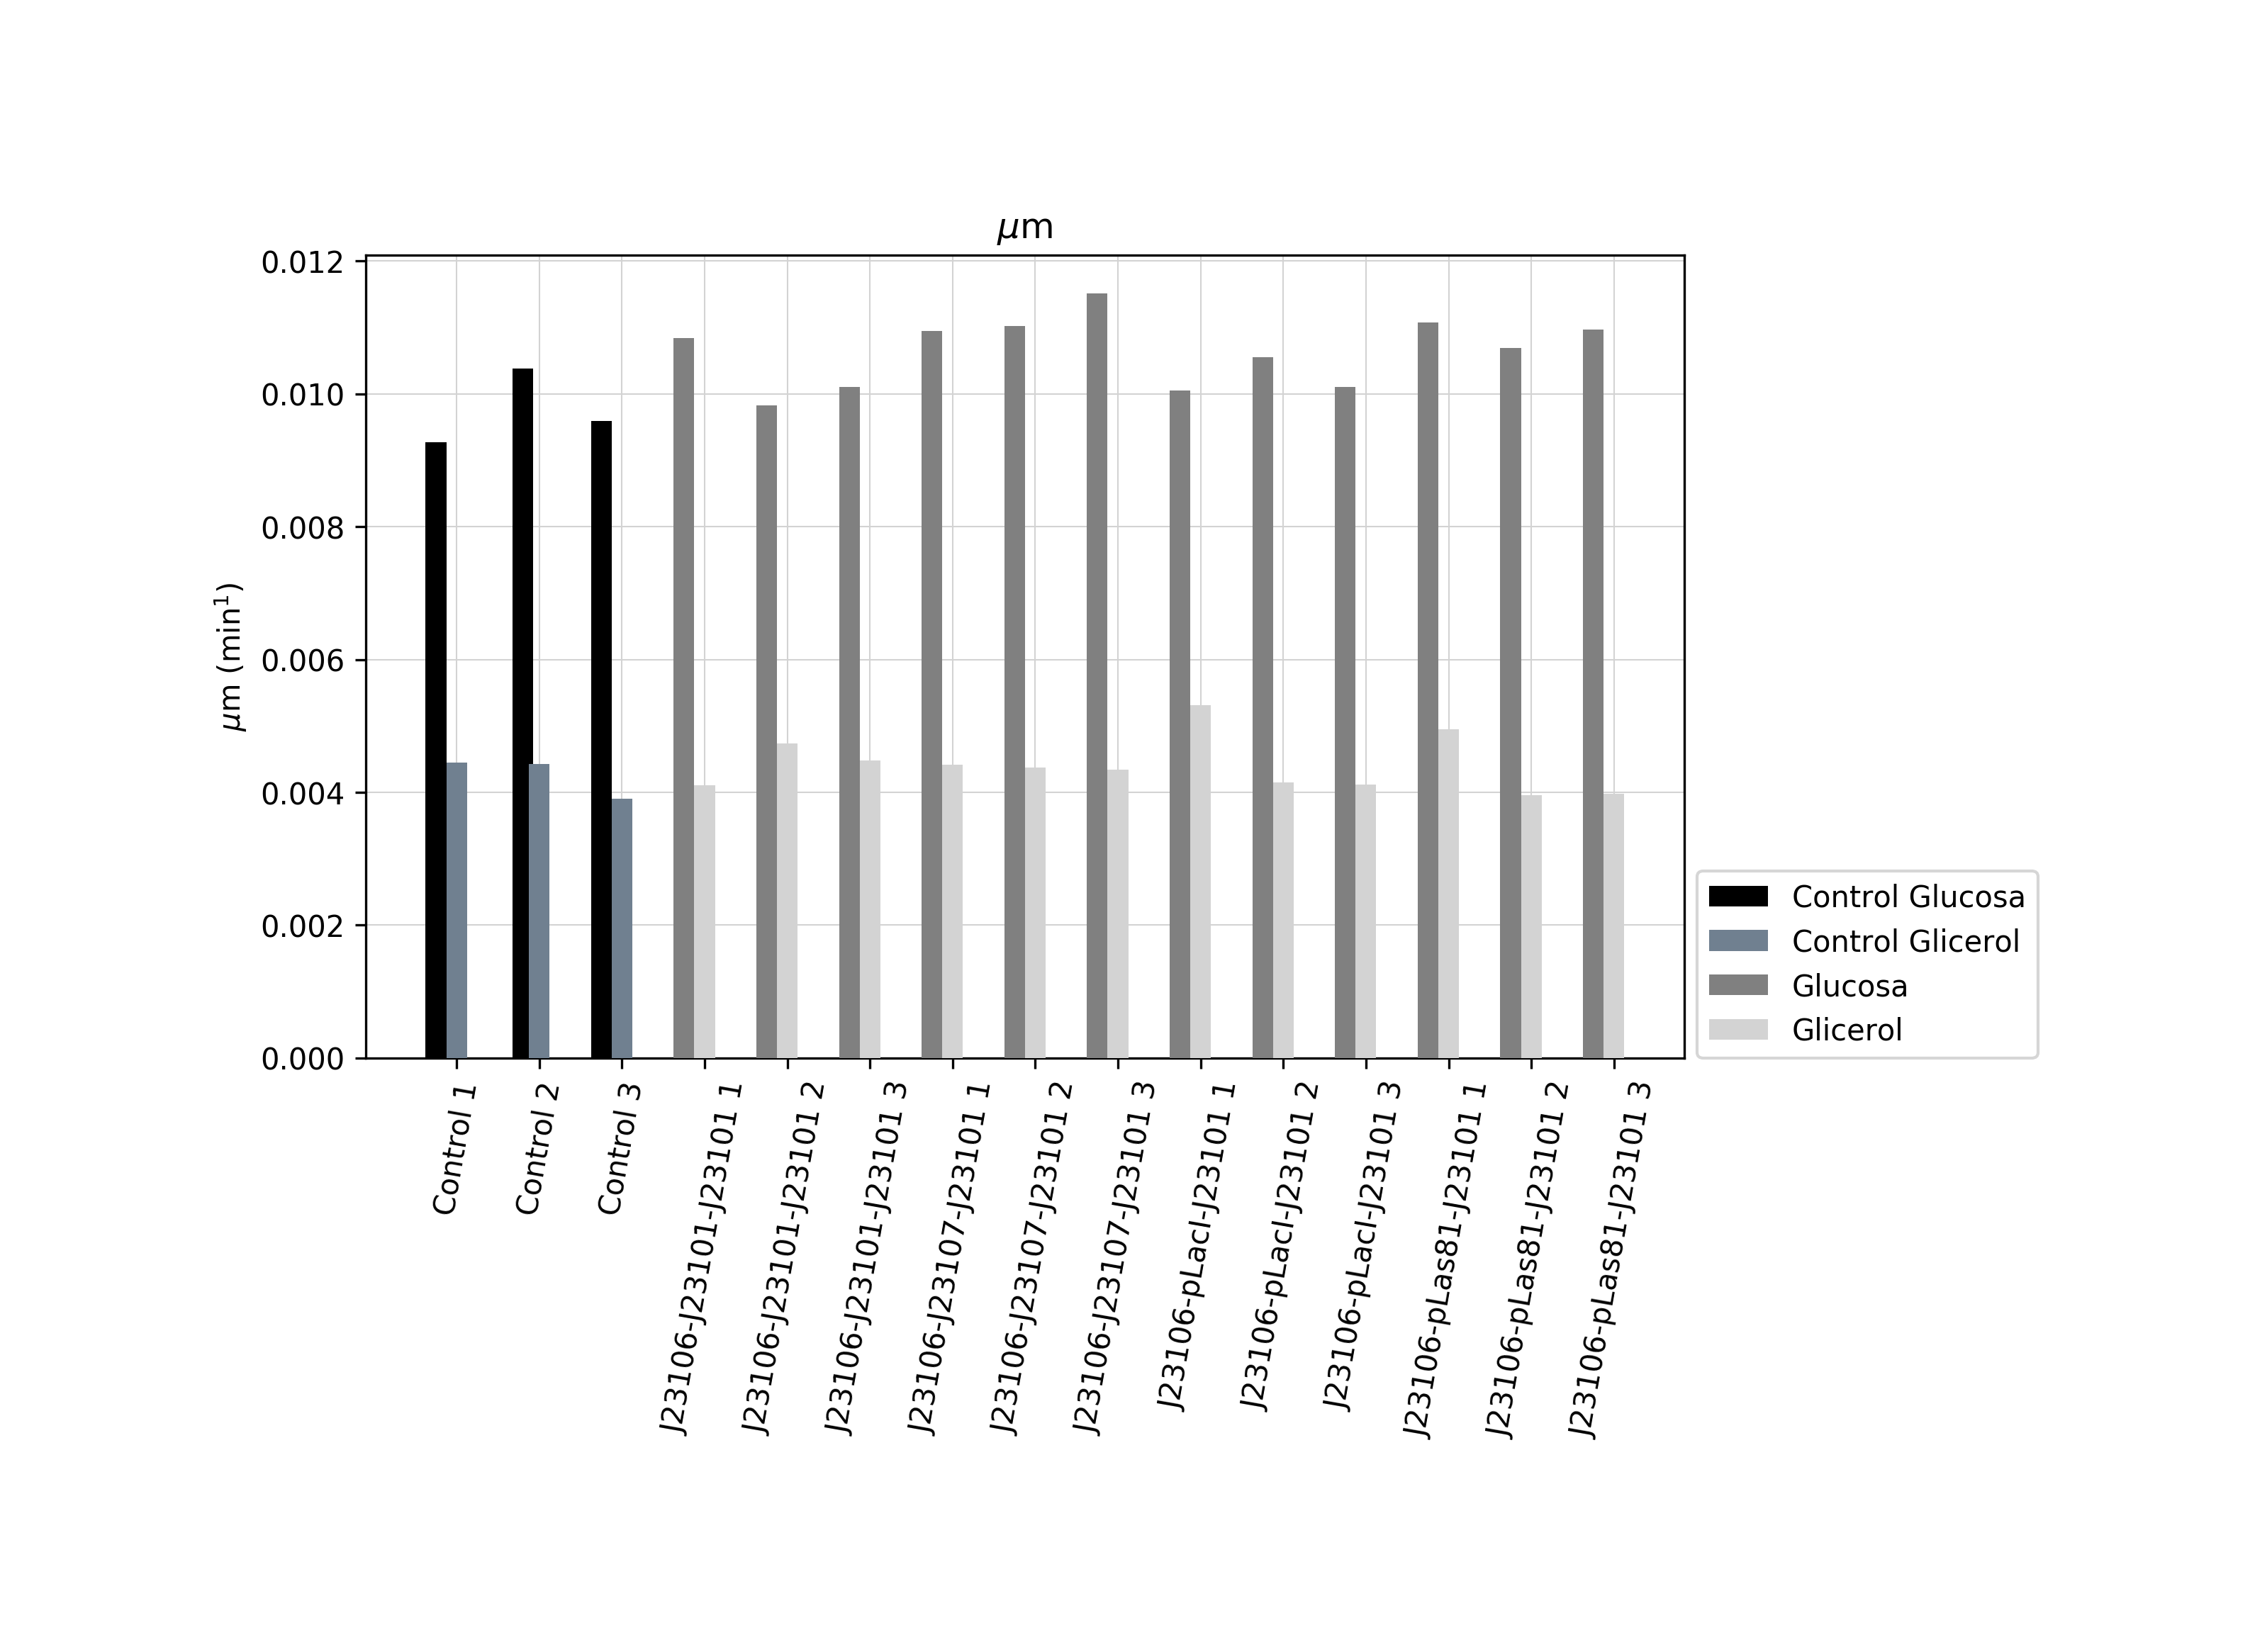 μm
0.012
0.010
0.008
0.006
0.004
0.002
0.000
μm (min¹)
Control 1
Control 2
Control 3
J23106-J23101-J23101 1
J23106-J23101-J23101 2
J23106-J23101-J23101 3
J23106-J23107-J23101 1
J23106-J23107-J23101 2
J23106-J23107-J23101 3
J23106-pLacI-J23101 1
J23106-pLacI-J23101 2
J23106-pLacI-J23101 3
J23106-pLas81-J23101 1
J23106-pLas81-J23101 2
J23106-pLas81-J23101 3
Control Glucosa
Control Glicerol
Glucosa
Glicerol